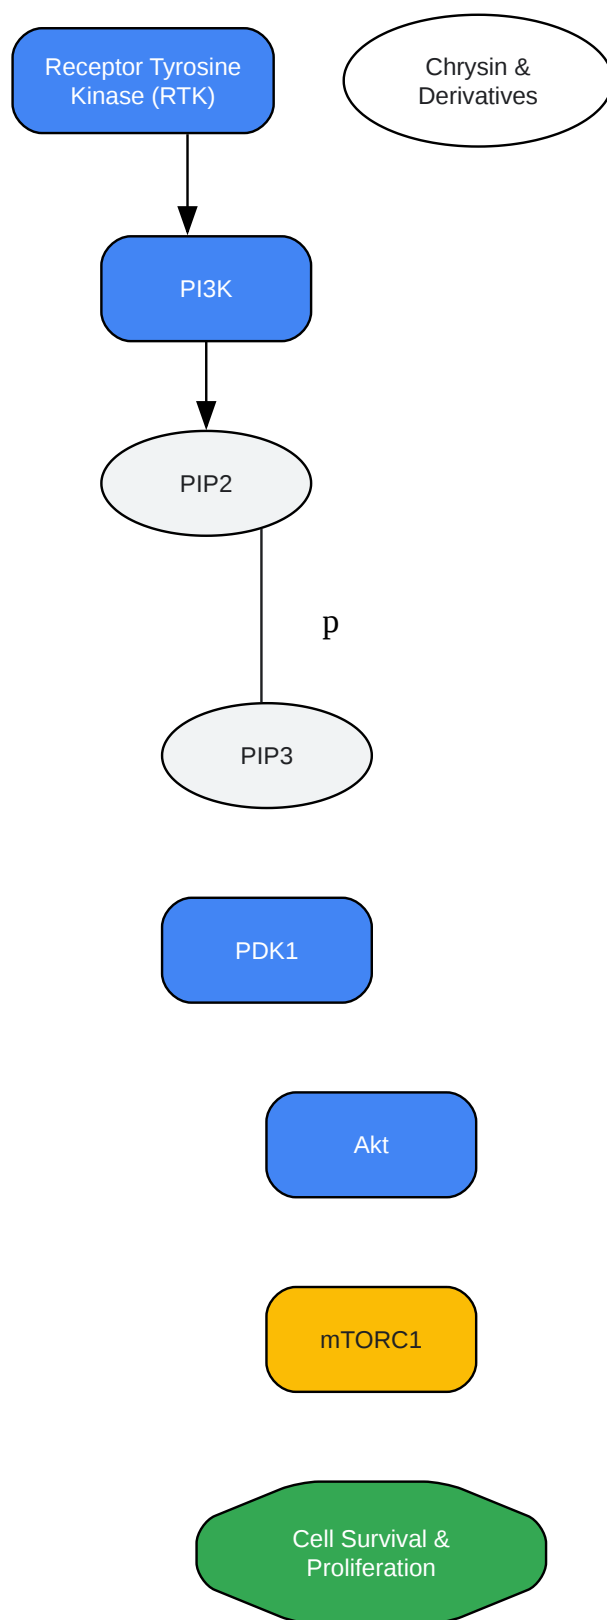 Receptor Tyrosine
Kinase (RTK)
Chrysin &
Derivatives
PI3K
PIP2
p
PIP3
PDK1
Akt
mTORC1
Cell Survival &
Proliferation